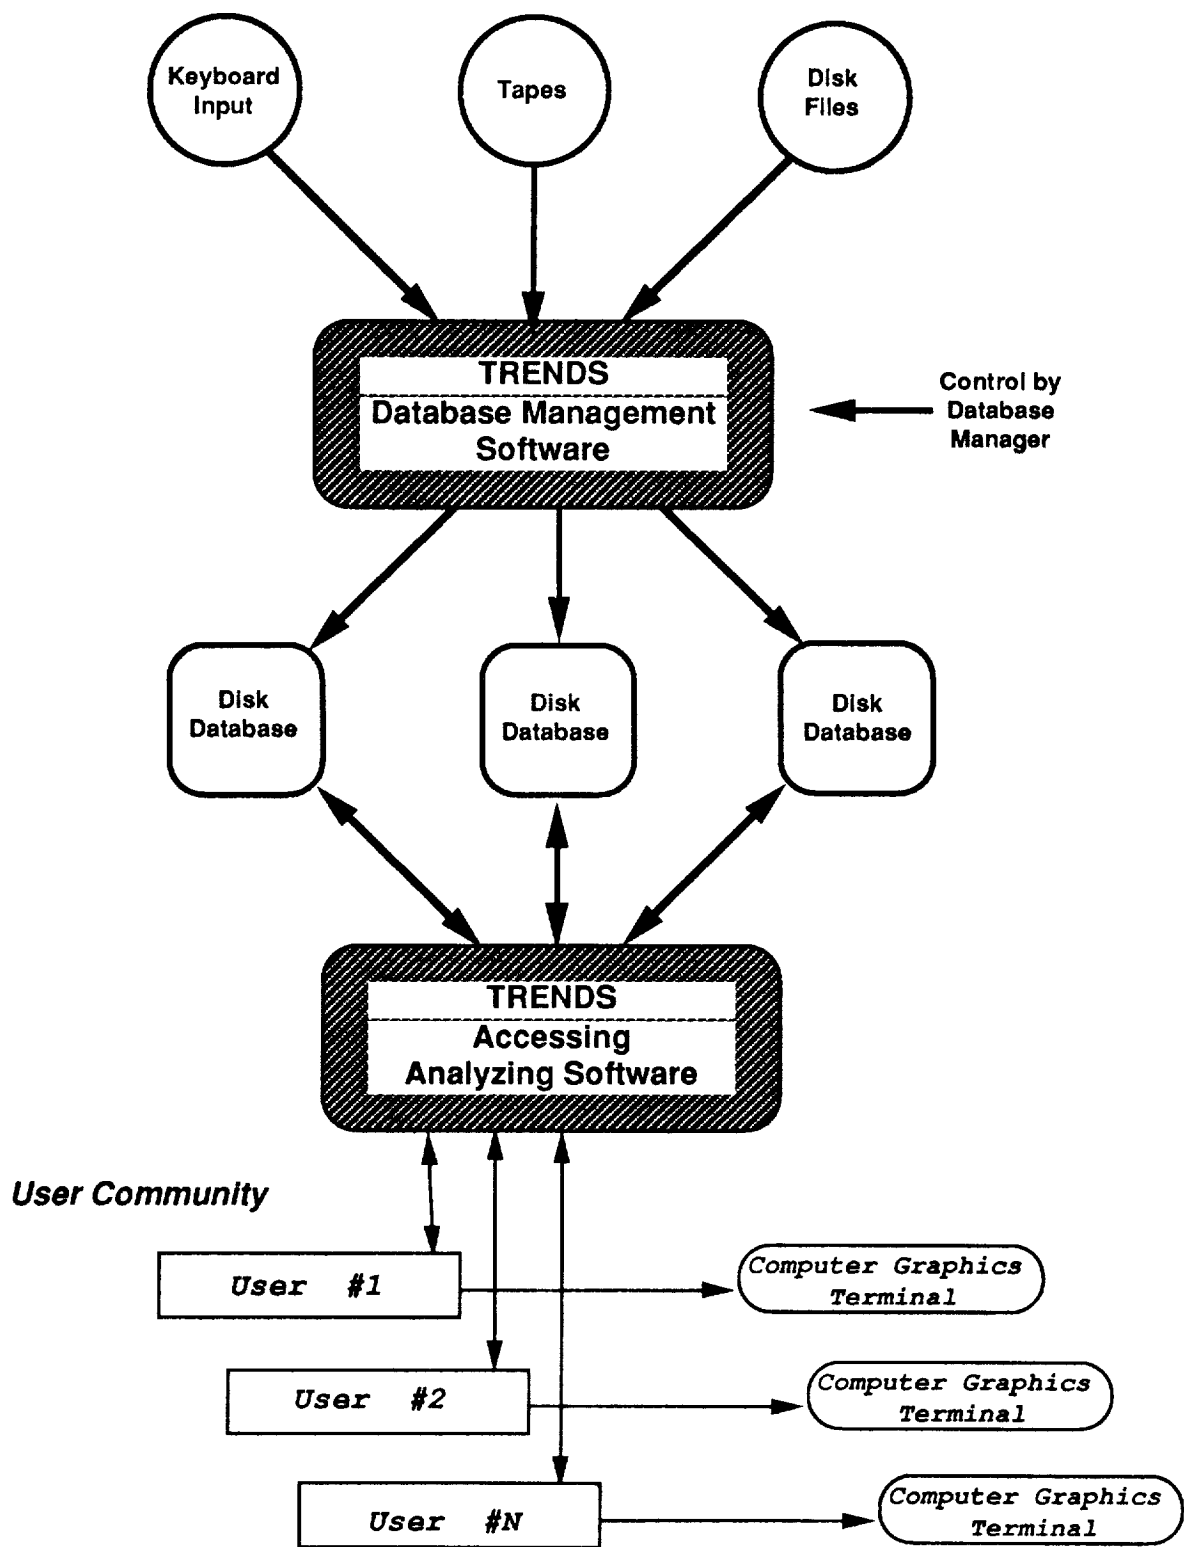 Keyboard
Input
Tapes
Disk
Files
TRENDS
Database Management
Software
Control by
Database
Manager
Disk
Database
Disk
Database
Disk
Database
TRENDS
Accessing
Analyzing Software
User Community
User #1
Computer Graphics
Terminal
User #2
Computer Graphics
Terminal
User #N
Computer Graphics
Terminal